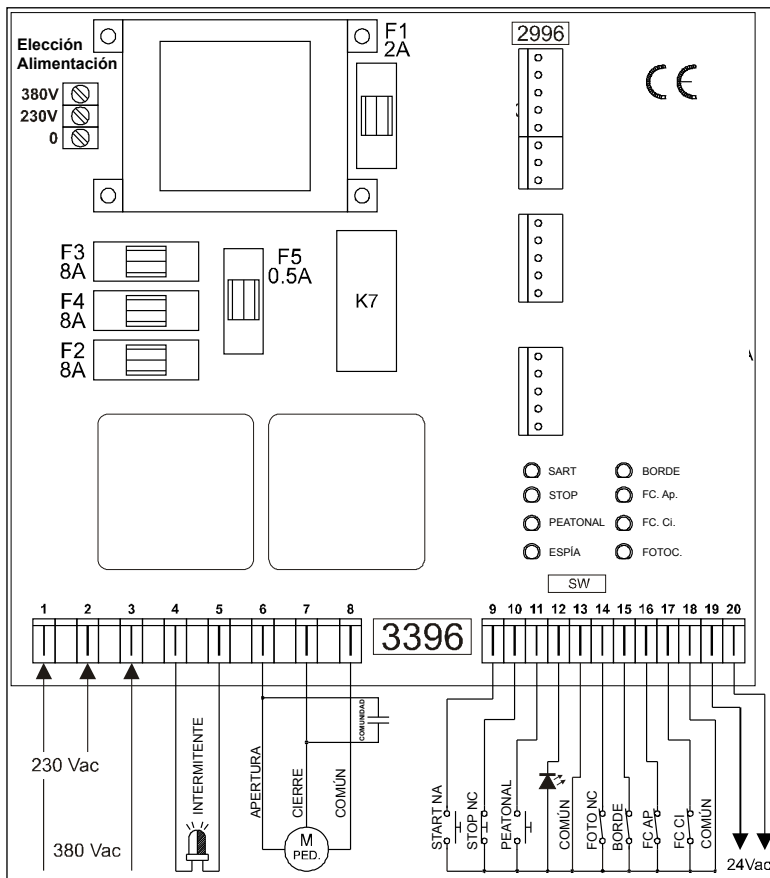 Elección
Alimentación
380V
230V
0
F1
2A
2996
CE
F3
8A
F4
8A
F2
8A
F5
0.5A
K7
SART
BORDE
STOP
FC. Ap.
PEATONAL
FC. Ci.
ESPÍA
FOTOC.
SW
1 2 3 4 5 6 7 8
3396
9 10 11 12 13 14 15 16 17 18 19 20
230 Vac
380 Vac
INTERMITENTE
APERTURA
CIERRE
COMÚN
COMUNIDAD
M
PED.
START NA
STOP NC
PEATONAL
COMÚN
FOTO NC
BORDE
FC AP
FC CI
COMÚN
24Vac